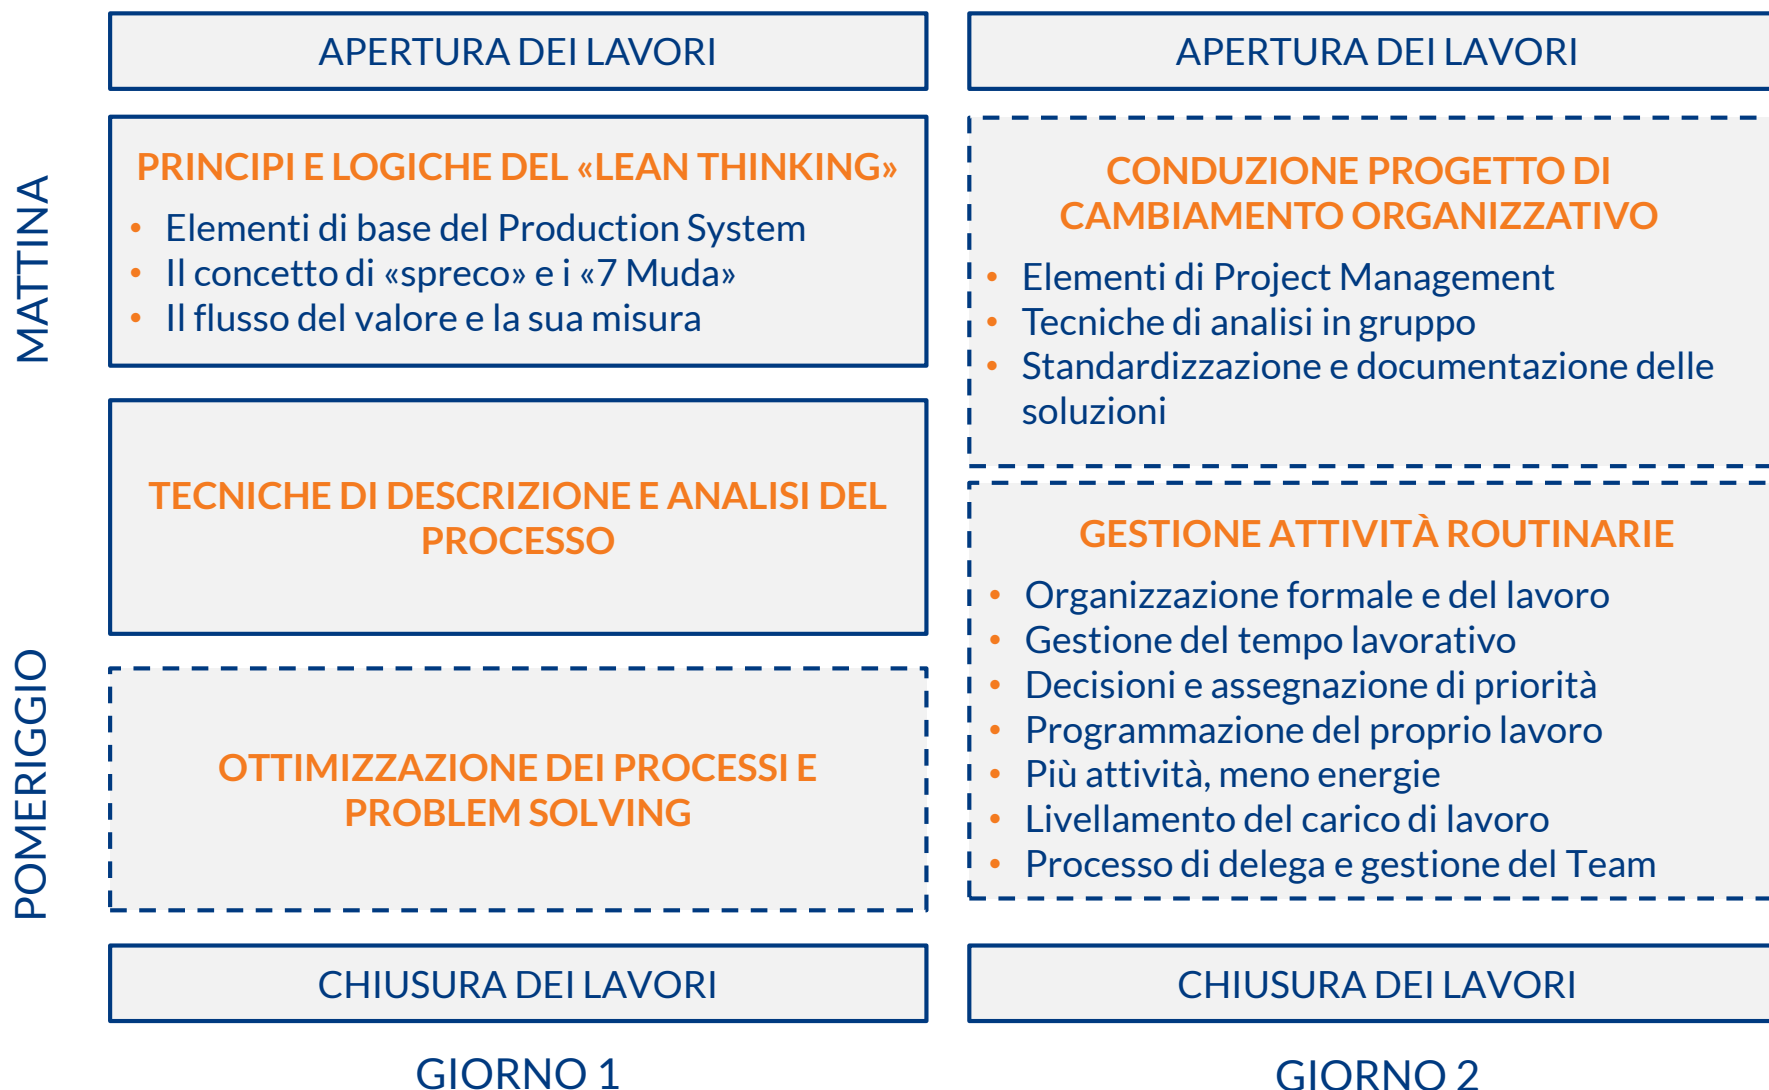 MATTINA
POMERIGGIO
APERTURA DEI LAVORI
PRINCIPI E LOGICHE DEL «LEAN THINKING»
• Elementi di base del Production System
• Il concetto di «spreco» e i «7 Muda»
• Il flusso del valore e la sua misura
TECNICHE DI DESCRIZIONE E ANALISI DEL
PROCESSO
OTTIMIZZAZIONE DEI PROCESSI E
PROBLEM SOLVING
CHIUSURA DEI LAVORI
GIORNO 1
APERTURA DEI LAVORI
CONDUZIONE PROGETTO DI
CAMBIAMENTO ORGANIZZATIVO
• Elementi di Project Management
• Tecniche di analisi in gruppo
• Standardizzazione e documentazione delle
soluzioni
GESTIONE ATTIVITÀ ROUTINARIE
• Organizzazione formale e del lavoro
• Gestione del tempo lavorativo
• Decisioni e assegnazione di priorità
• Programmazione del proprio lavoro
• Più attività, meno energie
• Livellamento del carico di lavoro
• Processo di delega e gestione del Team
CHIUSURA DEI LAVORI
GIORNO 2